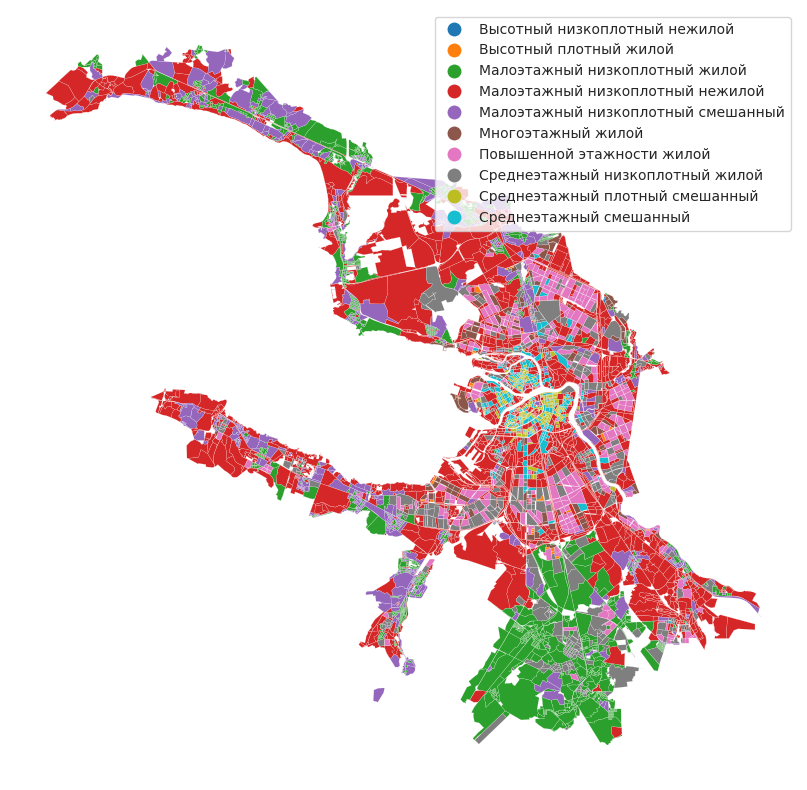 Высотный низкоплотный нежилой
Высотный плотный жилой
Малоэтажный низкоплотный жилой
Малоэтажный низкоплотный нежилой
Малоэтажный низкоплотный смешанный
Многоэтажный жилой
Повышенной этажности жилой
Среднеэтажный низкоплотный жилой
Среднеэтажный плотный смешанный
Среднеэтажный смешанный